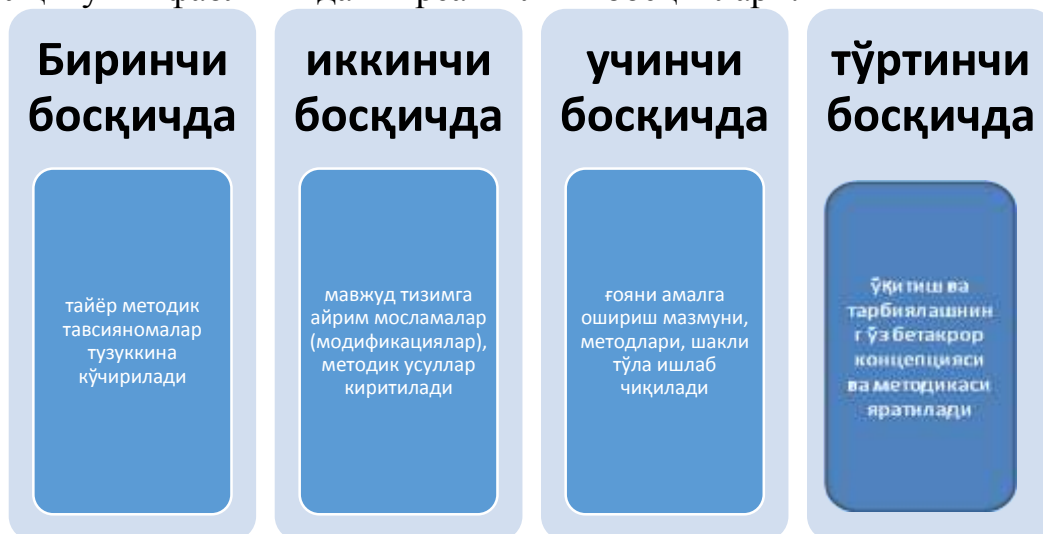 Биринчи
босқичда
тайёр методик
тавсияномалар
тузуккина
кўчирилади
иккинчи
босқичда
мавжуд тизимга
айрим мосламалар
(модификациялар),
методик усуллар
киритилади
учинчи
босқичда
ғояни амалга
ошириш мазмуни,
методлари, шакли
тўла ишлаб
чиқилади
тўртинчи
босқичда
ўқитиш ва
тарбиялашнин
г ўз бетакрор
концепцияси
ва методикаси
яратилади